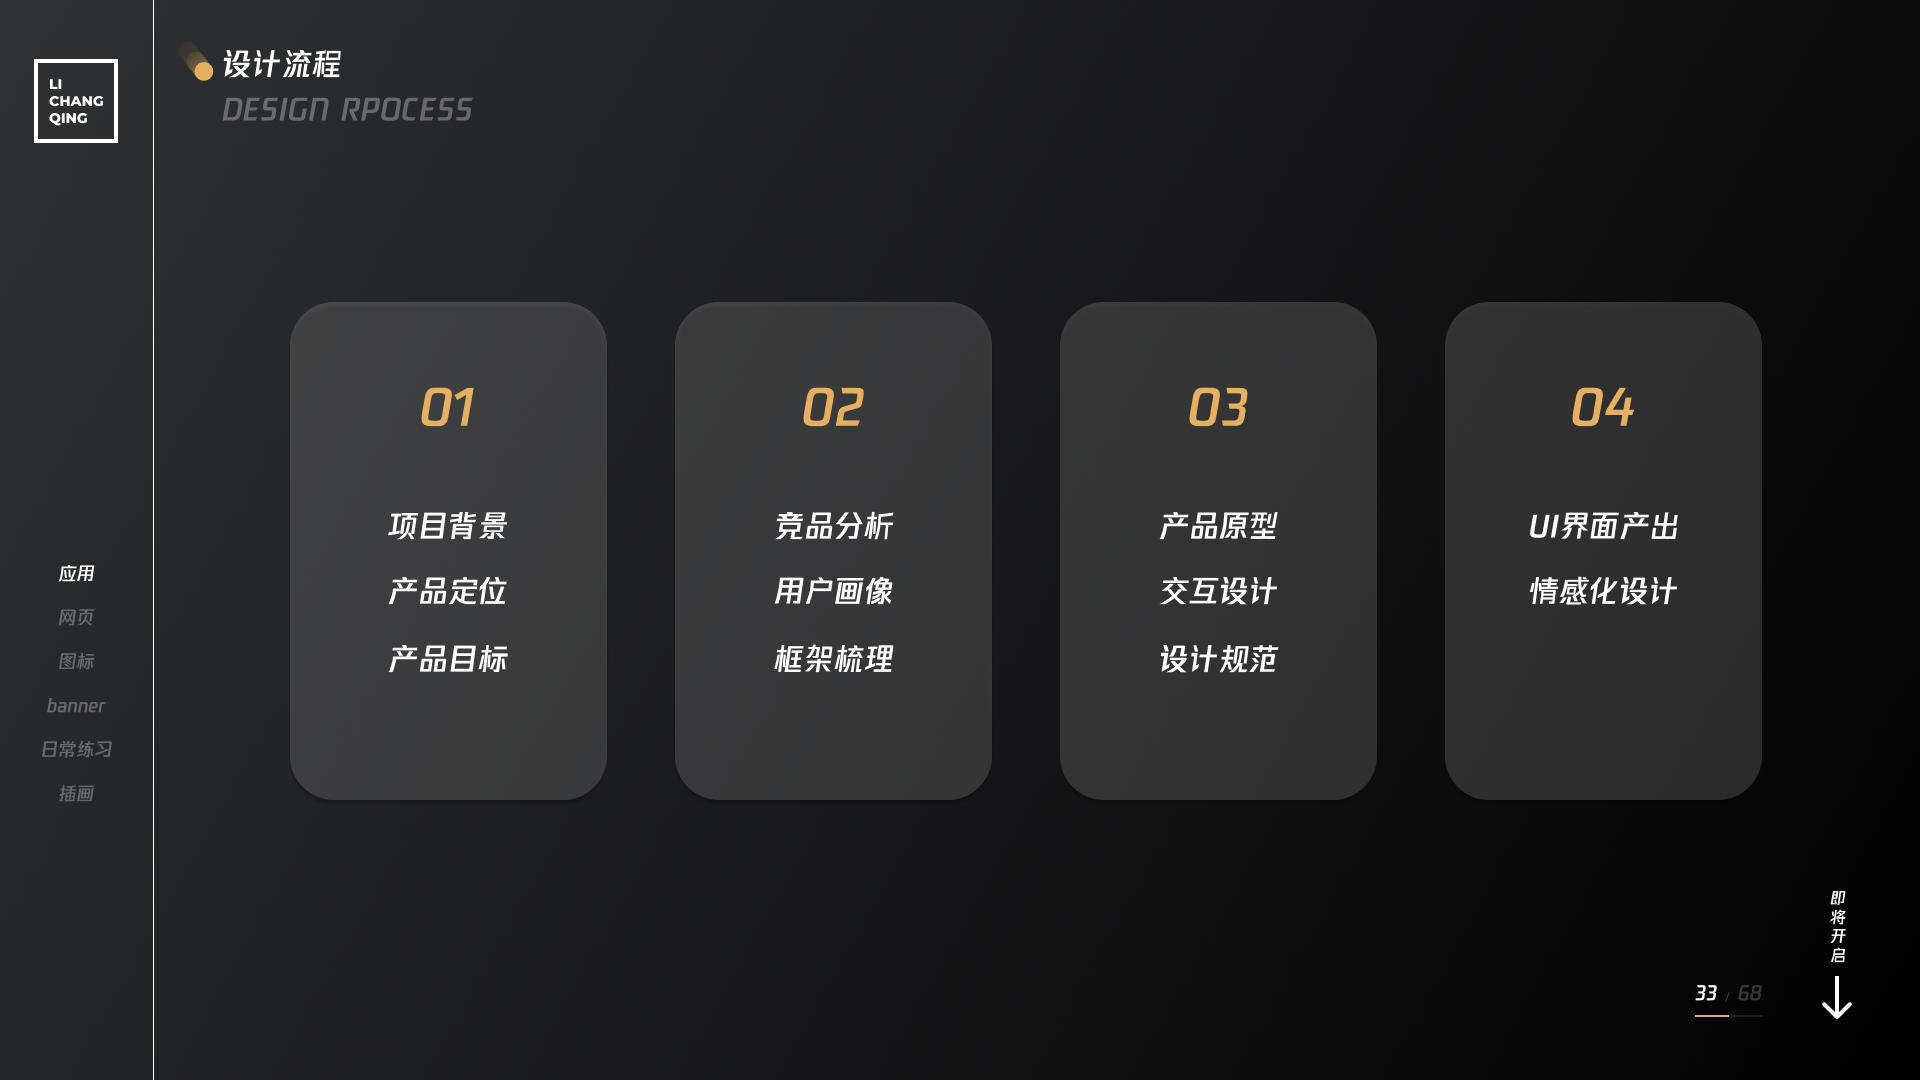 LI
CHANG
QING
设计流程
DESIGN RPOCESS
应用
网页
图标
banner
日常练习
插画
01
项目背景
产品定位
产品目标
02
竞品分析
用户画像
框架梳理
03
产品原型
交互设计
设计规范
04
UI界面产出
情感化设计
即
将
开
启
33 / 68